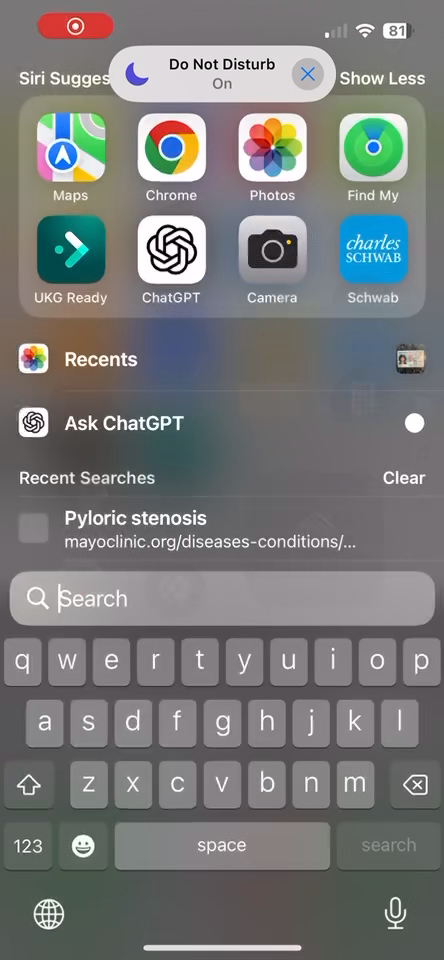 81
Do Not Disturb
On
Siri Sugges
Show Less
Maps
Chrome
Photos
Find My
charles
SCHWAB
UKG Ready
ChatGPT
Camera
Schwab
Recents
Ask ChatGPT
Recent Searches
Clear
Pyloric stenosis
mayoclinic.org/diseases-conditions/...
Search
q w e r t y u i o p
a s d f g h j k l
z x c v b n m
123 space search